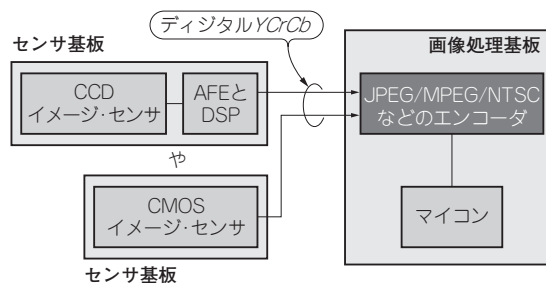 ディジタルYCrCb
センサ基板
画像処理基板
CCD
イメージ・センサ
AFEと
DSP
JPEG/MPEG/NTSC
などのエンコーダ
や
CMOS
イメージ・センサ
マイコン
センサ基板